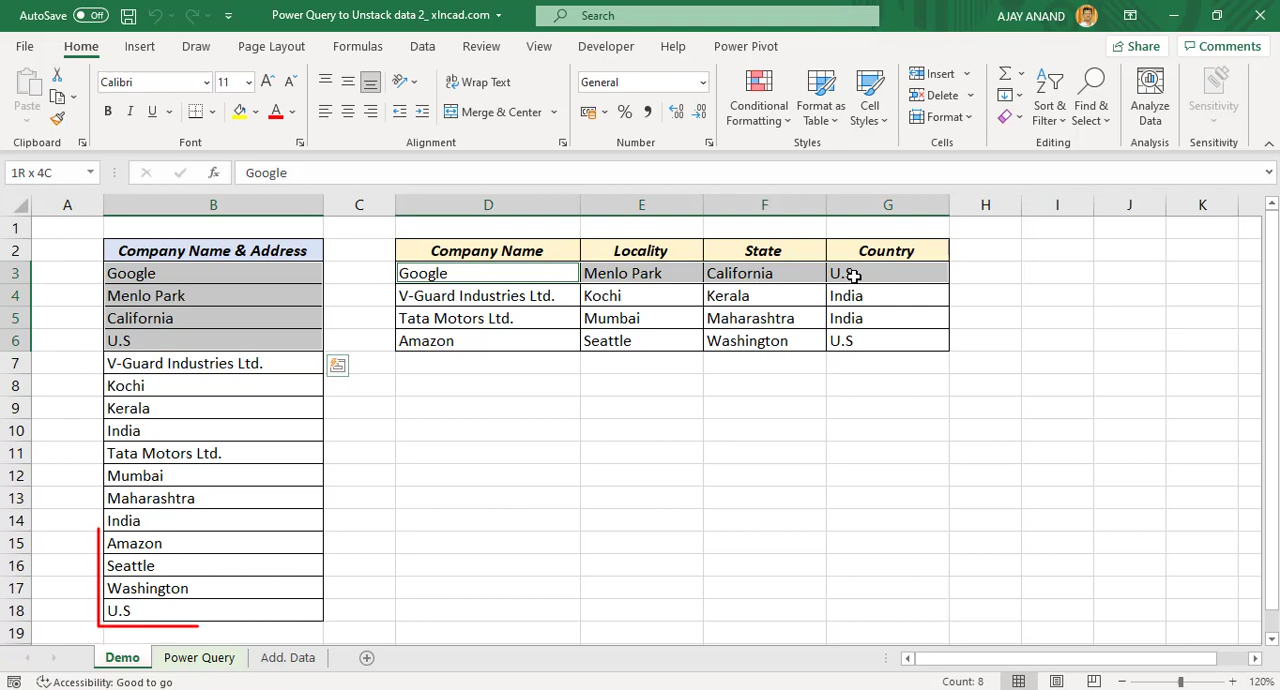 AutoSave Off Power Query to Unstack data 2_ xlncad.com Search AJAY ANAND
File Home Insert Draw Page Layout Formulas Data Review View Developer Help Power Pivot Share Comments
Paste Calibri 11 Wrap Text General Conditional Formatting Format as Table Cell Styles Insert Sort & Filter Find & Select Analyze Data Sensitivity
B I U Merge & Center Delete
Format
Clipboard Font Alignment Number Styles Cells Editing Analysis Sensitivity
1R x 4C fx Google
A B C D E F G H I J K
1
2 Company Name & Address Company Name Locality State Country
3 Google Google Menlo Park California U.S
4 Menlo Park V-Guard Industries Ltd. Kochi Kerala India
5 California Tata Motors Ltd. Mumbai Maharashtra India
6 U.S Amazon Seattle Washington U.S
7 V-Guard Industries Ltd.
8 Kochi
9 Kerala
10 India
11 Tata Motors Ltd.
12 Mumbai
13 Maharashtra
14 India
15 Amazon
16 Seattle
17 Washington
18 U.S
19
Demo Power Query Add. Data
Accessibility: Good to go Count: 8 120%